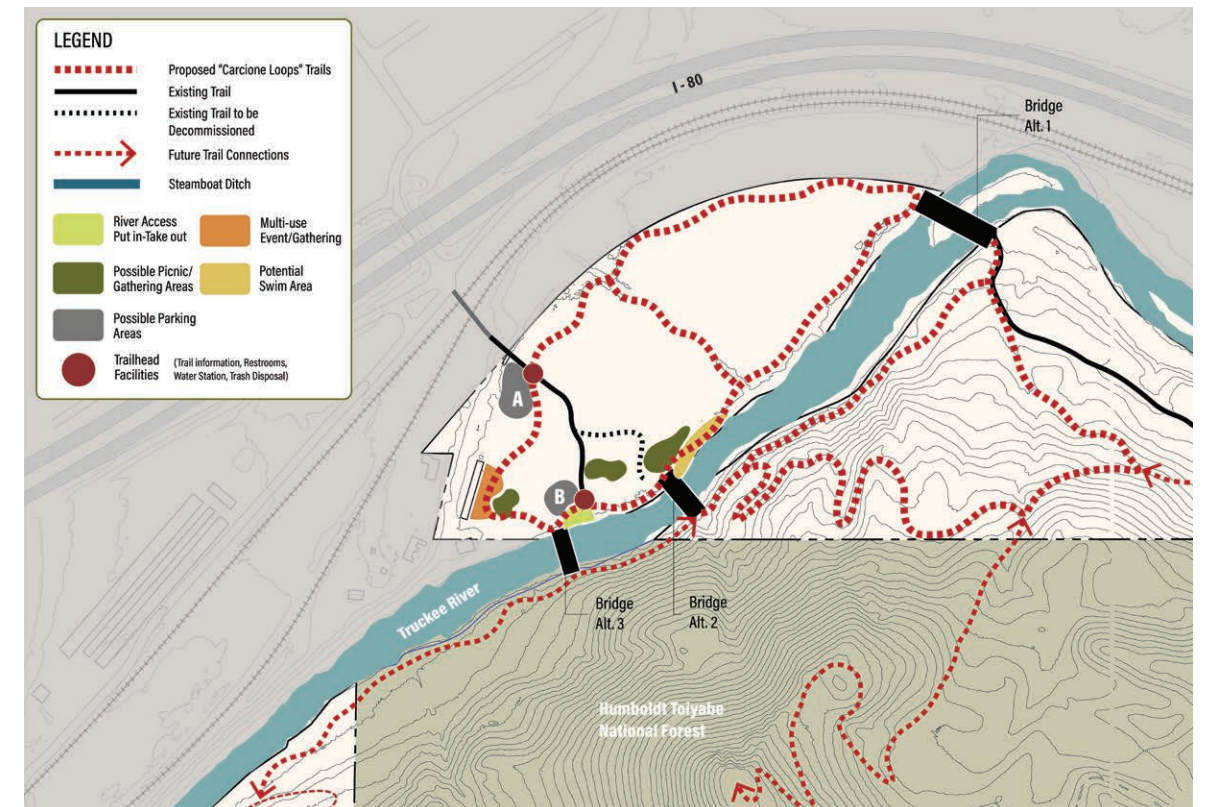 LEGEND
Proposed "Carcione Loops" Trails
Existing Trail
Existing Trail to be
Decommissioned
Future Trail Connections
Steamboat Ditch
River Access
Put in-Take out
Multi-use
Event/Gathering
Possible Picnic/
Gathering Areas
Potential
Swim Area
Possible Parking
Areas
Trailhead
Facilities
(Trail information, Restrooms,
Water Station, Trash Disposal)
I - 80
Bridge
Alt. 1
A
B
Truckee River
Bridge
Alt. 3
Bridge
Alt. 2
Humboldt Toiyabe
National Forest